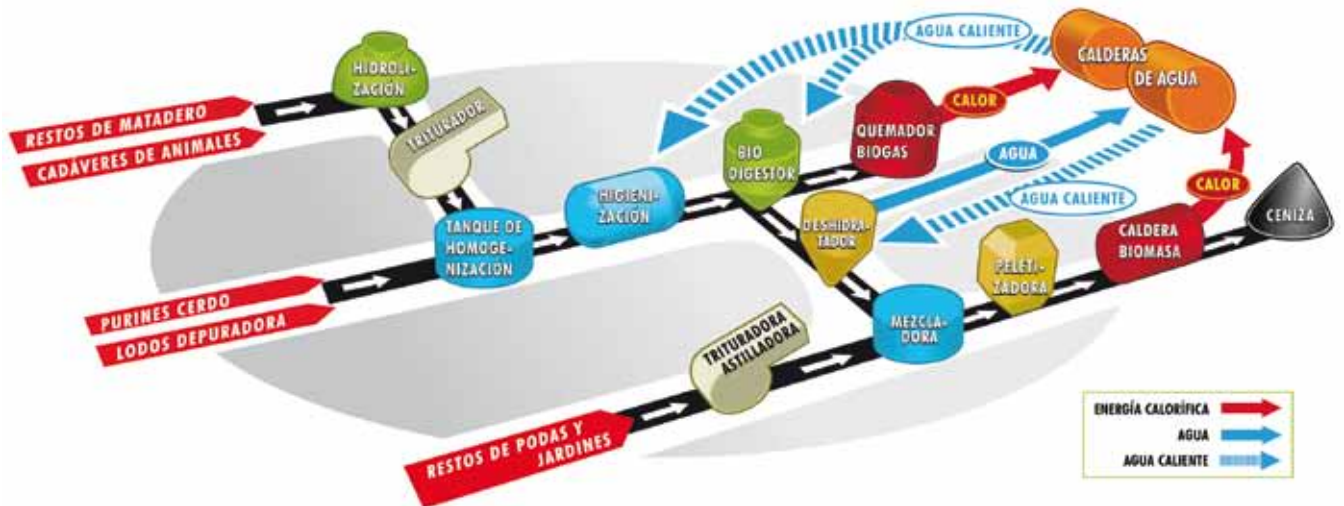 HIDROLI-
ZACIÓN
RESTOS DE MATADERO
CADÁVERES DE ANIMALES
TRITURADOR
TANQUE DE
HOMOGE-
NIZACIÓN
PURINES CERDO
LODOS DEPURADORA
HIGIENI-
ZACIÓN
BIO
DIGESTOR
QUEMADOR
BIOGAS
CALOR
AGUA CALIENTE
CALDERAS
DE AGUA
AGUA
AGUA CALIENTE
CALOR
DESHIDRA-
TADOR
PELETI-
ZADORA
CALDERA
BIOMASA
CENIZA
MEZCLA-
DORA
TRITURADORA
ASTILLADORA
RESTOS DE PODAS Y
JARDINES
ENERGÍA CALORÍFICA
AGUA
AGUA CALIENTE